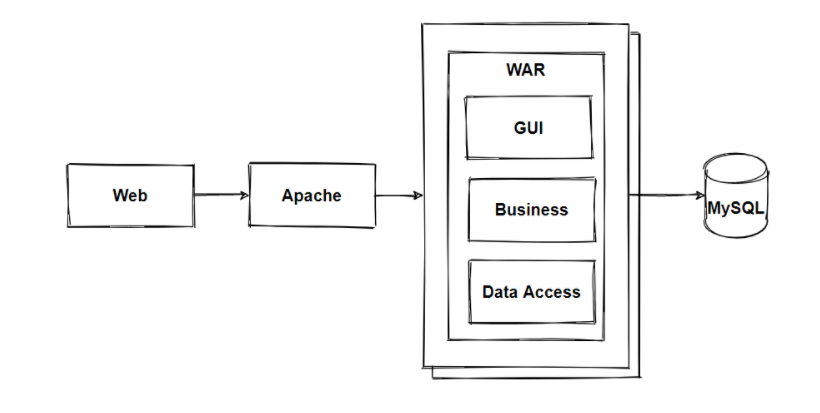 WAR
GUI
Web
Apache
Business
MySQL
Data Access